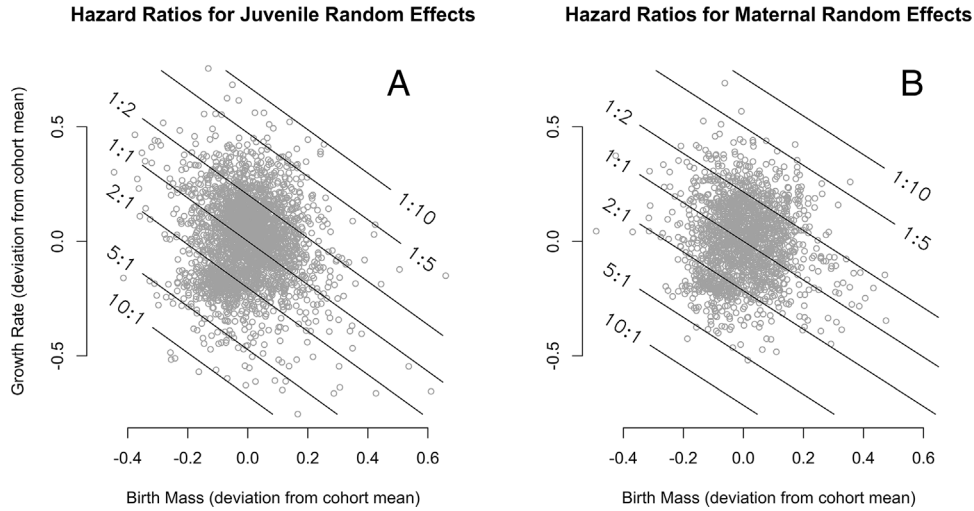 Hazard Ratios for Juvenile Random Effects
A
Growth Rate (deviation from cohort mean)
0.5
0.0
-0.5
1:2
1:1
2:1
5:1
10:1
1:10
1:5
-0.4 -0.2 0.0 0.2 0.4 0.6
Birth Mass (deviation from cohort mean)
Hazard Ratios for Maternal Random Effects
B
0.5
0.0
-0.5
1:2
1:1
2:1
5:1
10:1
1:10
1:5
-0.4 -0.2 0.0 0.2 0.4 0.6
Birth Mass (deviation from cohort mean)